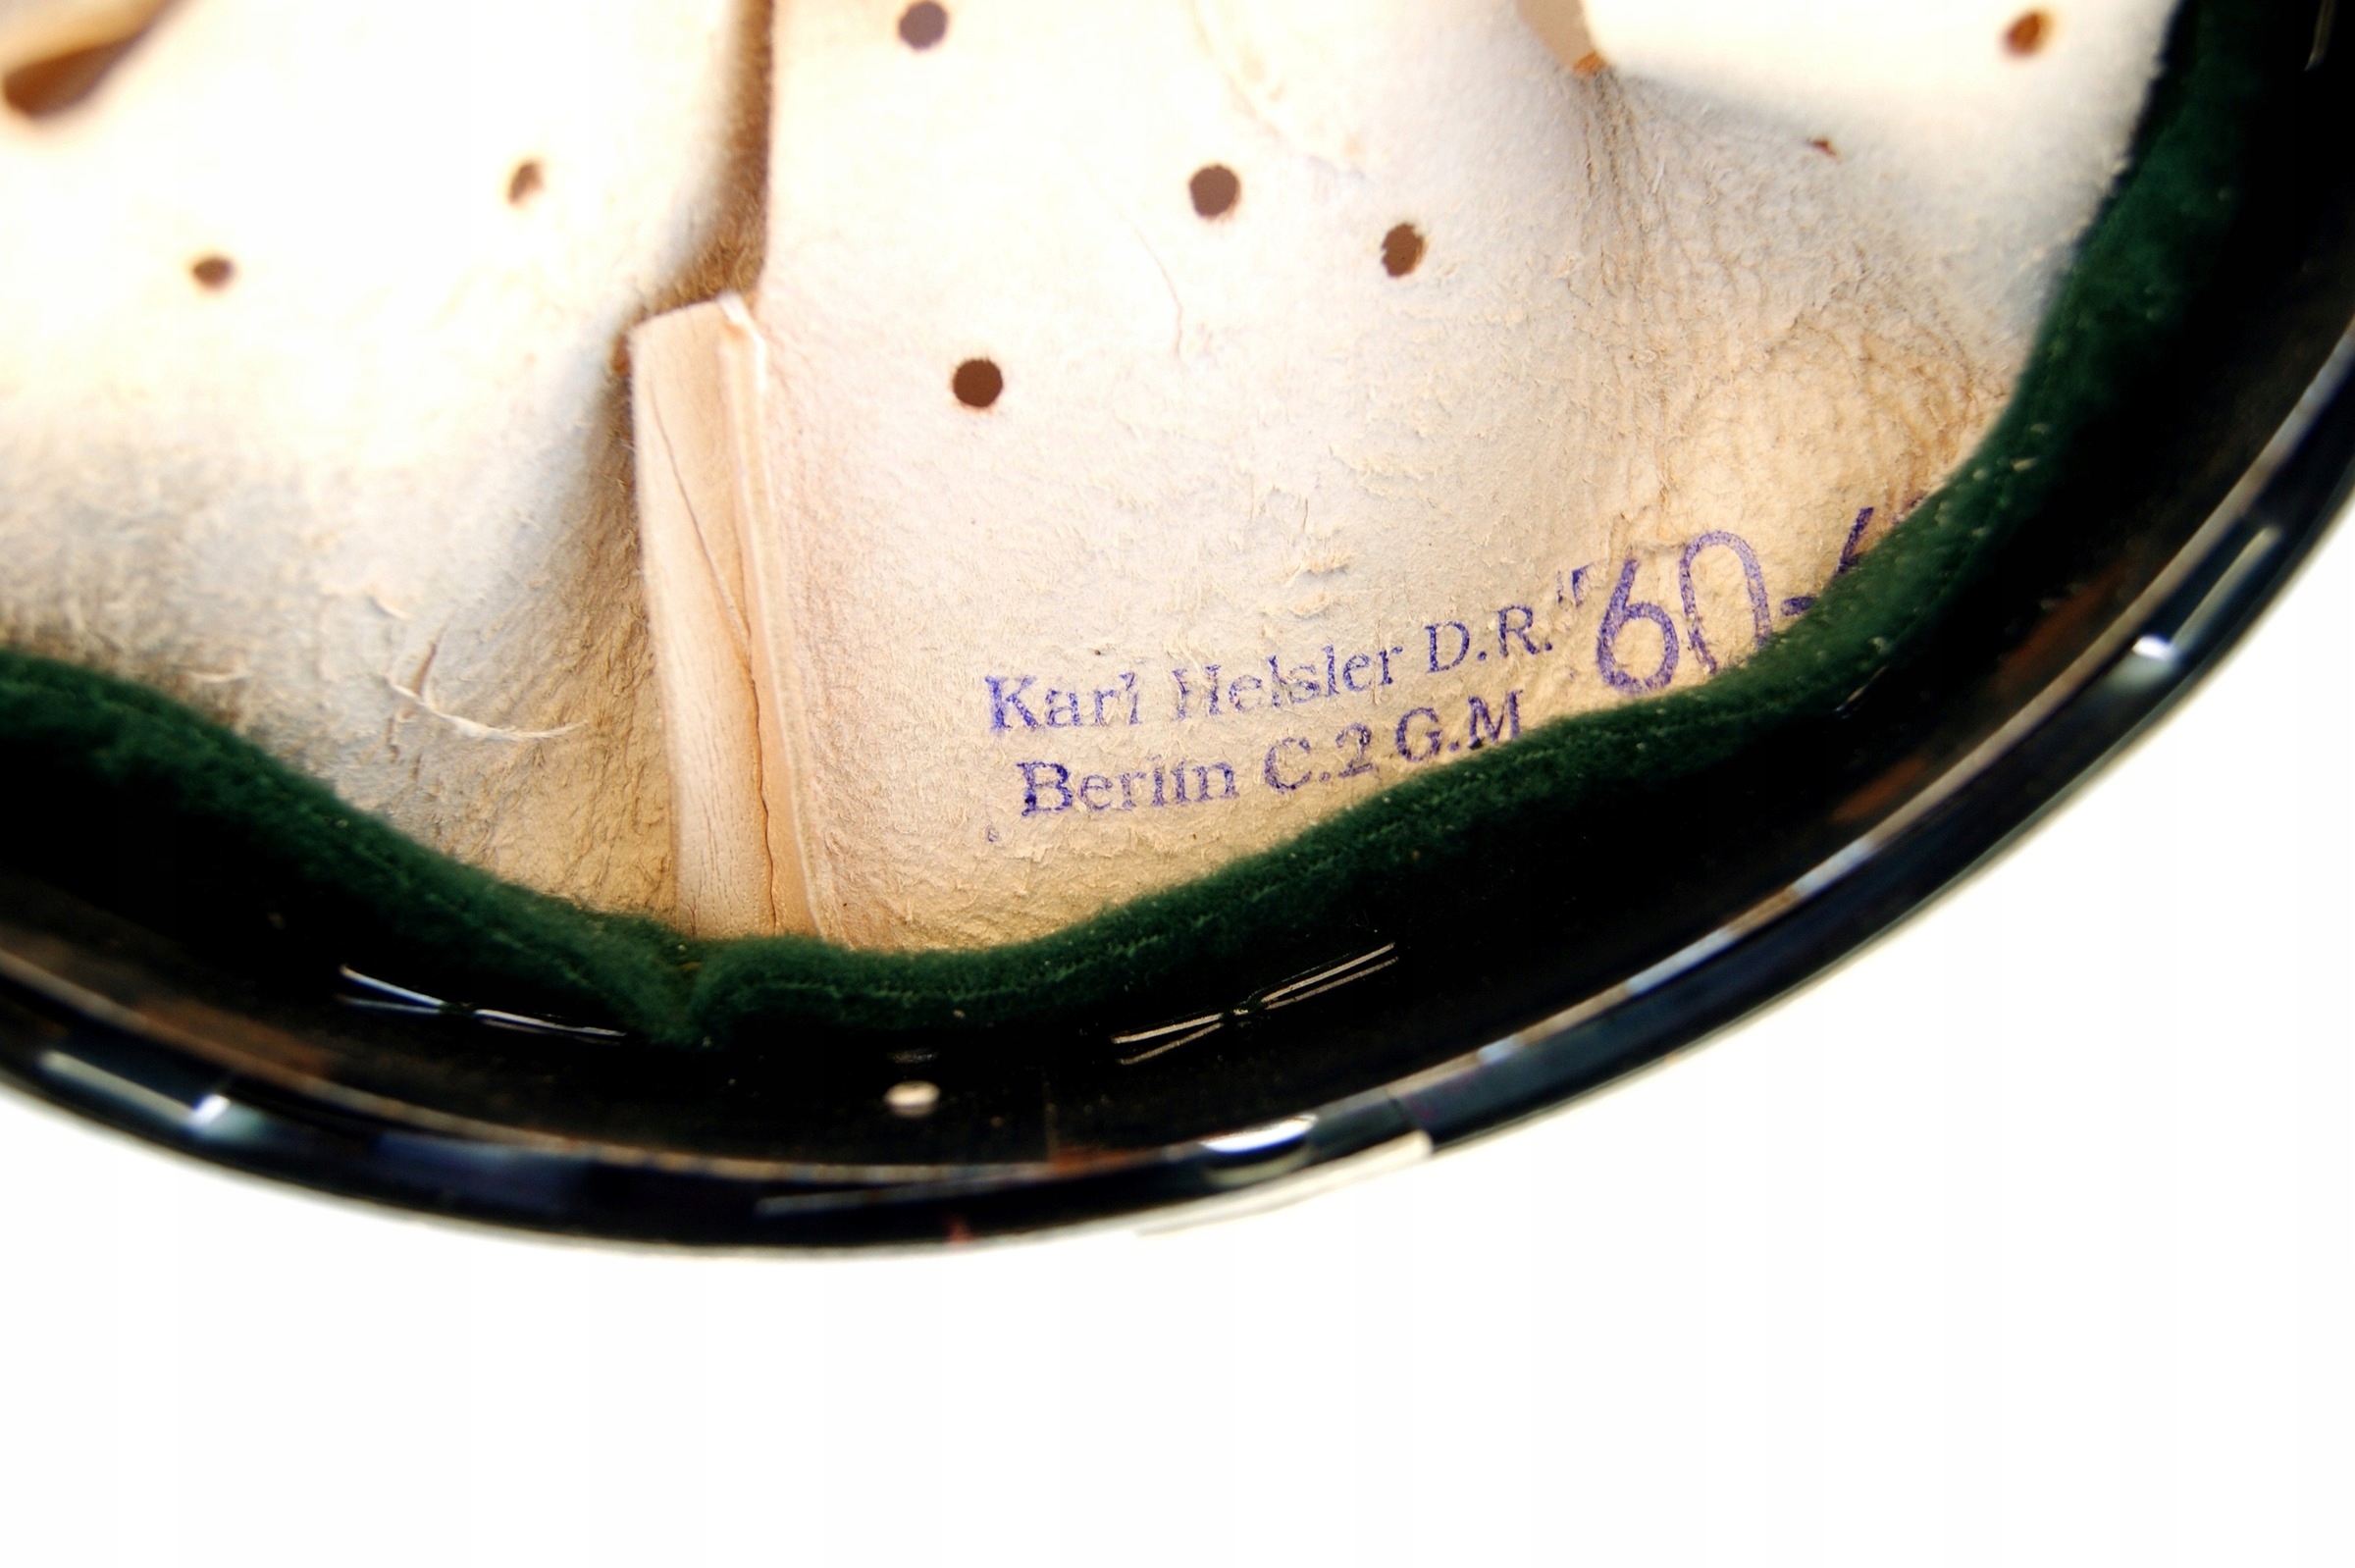 Karl Heisler D.R. 60-
Berlin C.2 G.M